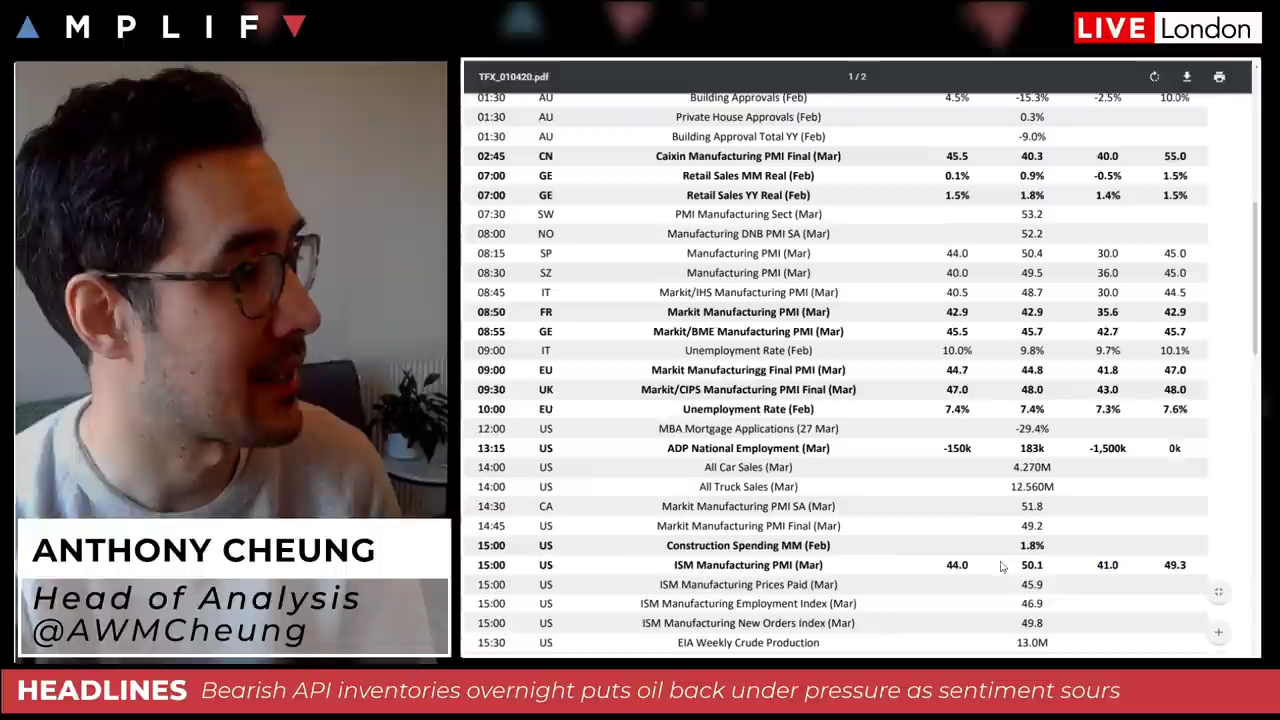 AMPLIFY
LIVE London
TFX_010420.pdf 1 / 2
01:30 AU Building Approvals (Feb) 4.5% -15.3% -2.5% 10.0%
01:30 AU Private House Approvals (Feb) 0.3%
01:30 AU Building Approval Total YY (Feb) -9.0%
02:45 CN Caixin Manufacturing PMI Final (Mar) 45.5 40.3 40.0 55.0
07:00 GE Retail Sales MM Real (Feb) 0.1% 0.9% -0.5% 1.5%
07:00 GE Retail Sales YY Real (Feb) 1.5% 1.8% 1.4% 1.5%
07:30 SW PMI Manufacturing Sect (Mar) 53.2
08:00 NO Manufacturing DNB PMI SA (Mar) 52.2
08:15 SP Manufacturing PMI (Mar) 44.0 50.4 30.0 45.0
08:30 SZ Manufacturing PMI (Mar) 40.0 49.5 36.0 45.0
08:45 IT Markit/IHS Manufacturing PMI (Mar) 40.5 48.7 30.0 44.5
08:50 FR Markit Manufacturing PMI (Mar) 42.9 42.9 35.6 42.9
08:55 GE Markit/BME Manufacturing PMI (Mar) 45.5 45.7 42.7 45.7
09:00 IT Unemployment Rate (Feb) 10.0% 9.8% 9.7% 10.1%
09:00 EU Markit Manufacturingg Final PMI (Mar) 44.7 44.8 41.8 47.0
09:30 UK Markit/CIPS Manufacturing PMI Final (Mar) 47.0 48.0 43.0 48.0
10:00 EU Unemployment Rate (Feb) 7.4% 7.4% 7.3% 7.6%
12:00 US MBA Mortgage Applications (27 Mar) -29.4%
13:15 US ADP National Employment (Mar) -150k 183k -1,500k 0k
14:00 US All Car Sales (Mar) 4.270M
14:00 US All Truck Sales (Mar) 12.560M
14:30 CA Markit Manufacturing PMI SA (Mar) 51.8
14:45 US Markit Manufacturing PMI Final (Mar) 49.2
15:00 US Construction Spending MM (Feb) 1.8%
15:00 US ISM Manufacturing PMI (Mar) 44.0 50.1 41.0 49.3
15:00 US ISM Manufacturing Prices Paid (Mar) 45.9
15:00 US ISM Manufacturing Employment Index (Mar) 46.9
15:00 US ISM Manufacturing New Orders Index (Mar) 49.8
15:30 US EIA Weekly Crude Production 13.0M
ANTHONY CHEUNG
Head of Analysis
@AWMCheung
HEADLINES Bearish API inventories overnight puts oil back under pressure as sentiment sours